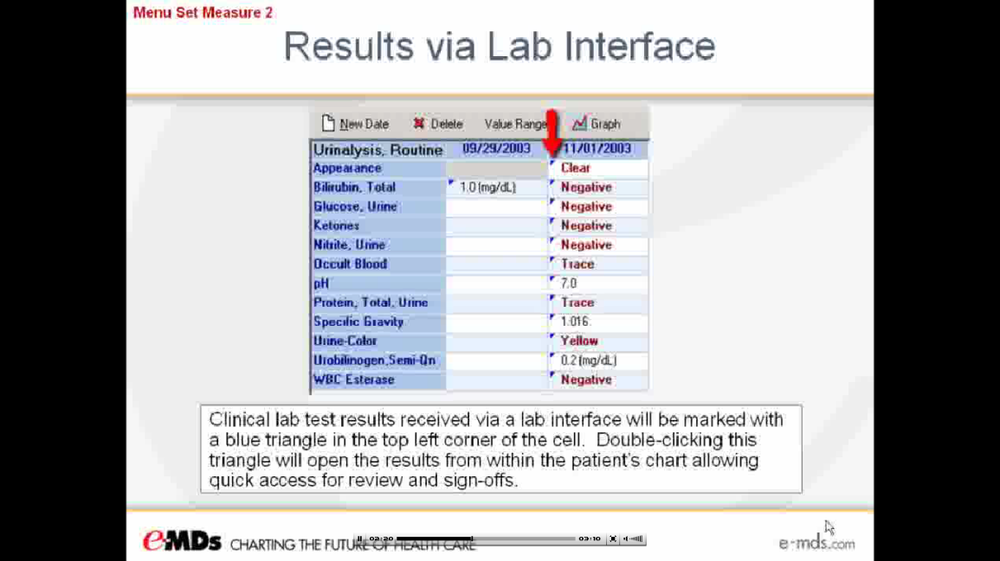 Menu Set Measure 2
Results via Lab Interface
New Date Delete Value Range Graph
Urinalysis, Routine 09/29/2003 11/01/2003
Appearance Clear
Bilirubin, Total 1.0 (mg/dL) Negative
Glucose, Urine Negative
Ketones Negative
Nitrite, Urine Negative
Occult Blood Trace
pH 7.0
Protein, Total, Urine Trace
Specific Gravity 1.016
Urine-Color Yellow
Urobilinogen,Semi-Qn 0.2 (mg/dL)
WBC Esterase Negative
Clinical lab test results received via a lab interface will be marked with
a blue triangle in the top left corner of the cell. Double-clicking this
triangle will open the results from within the patient's chart allowing
quick access for review and sign-offs.
e-MDs CHARTING THE FUTURE OF HEALTH CARE
02:20 03:10
e-mds.com